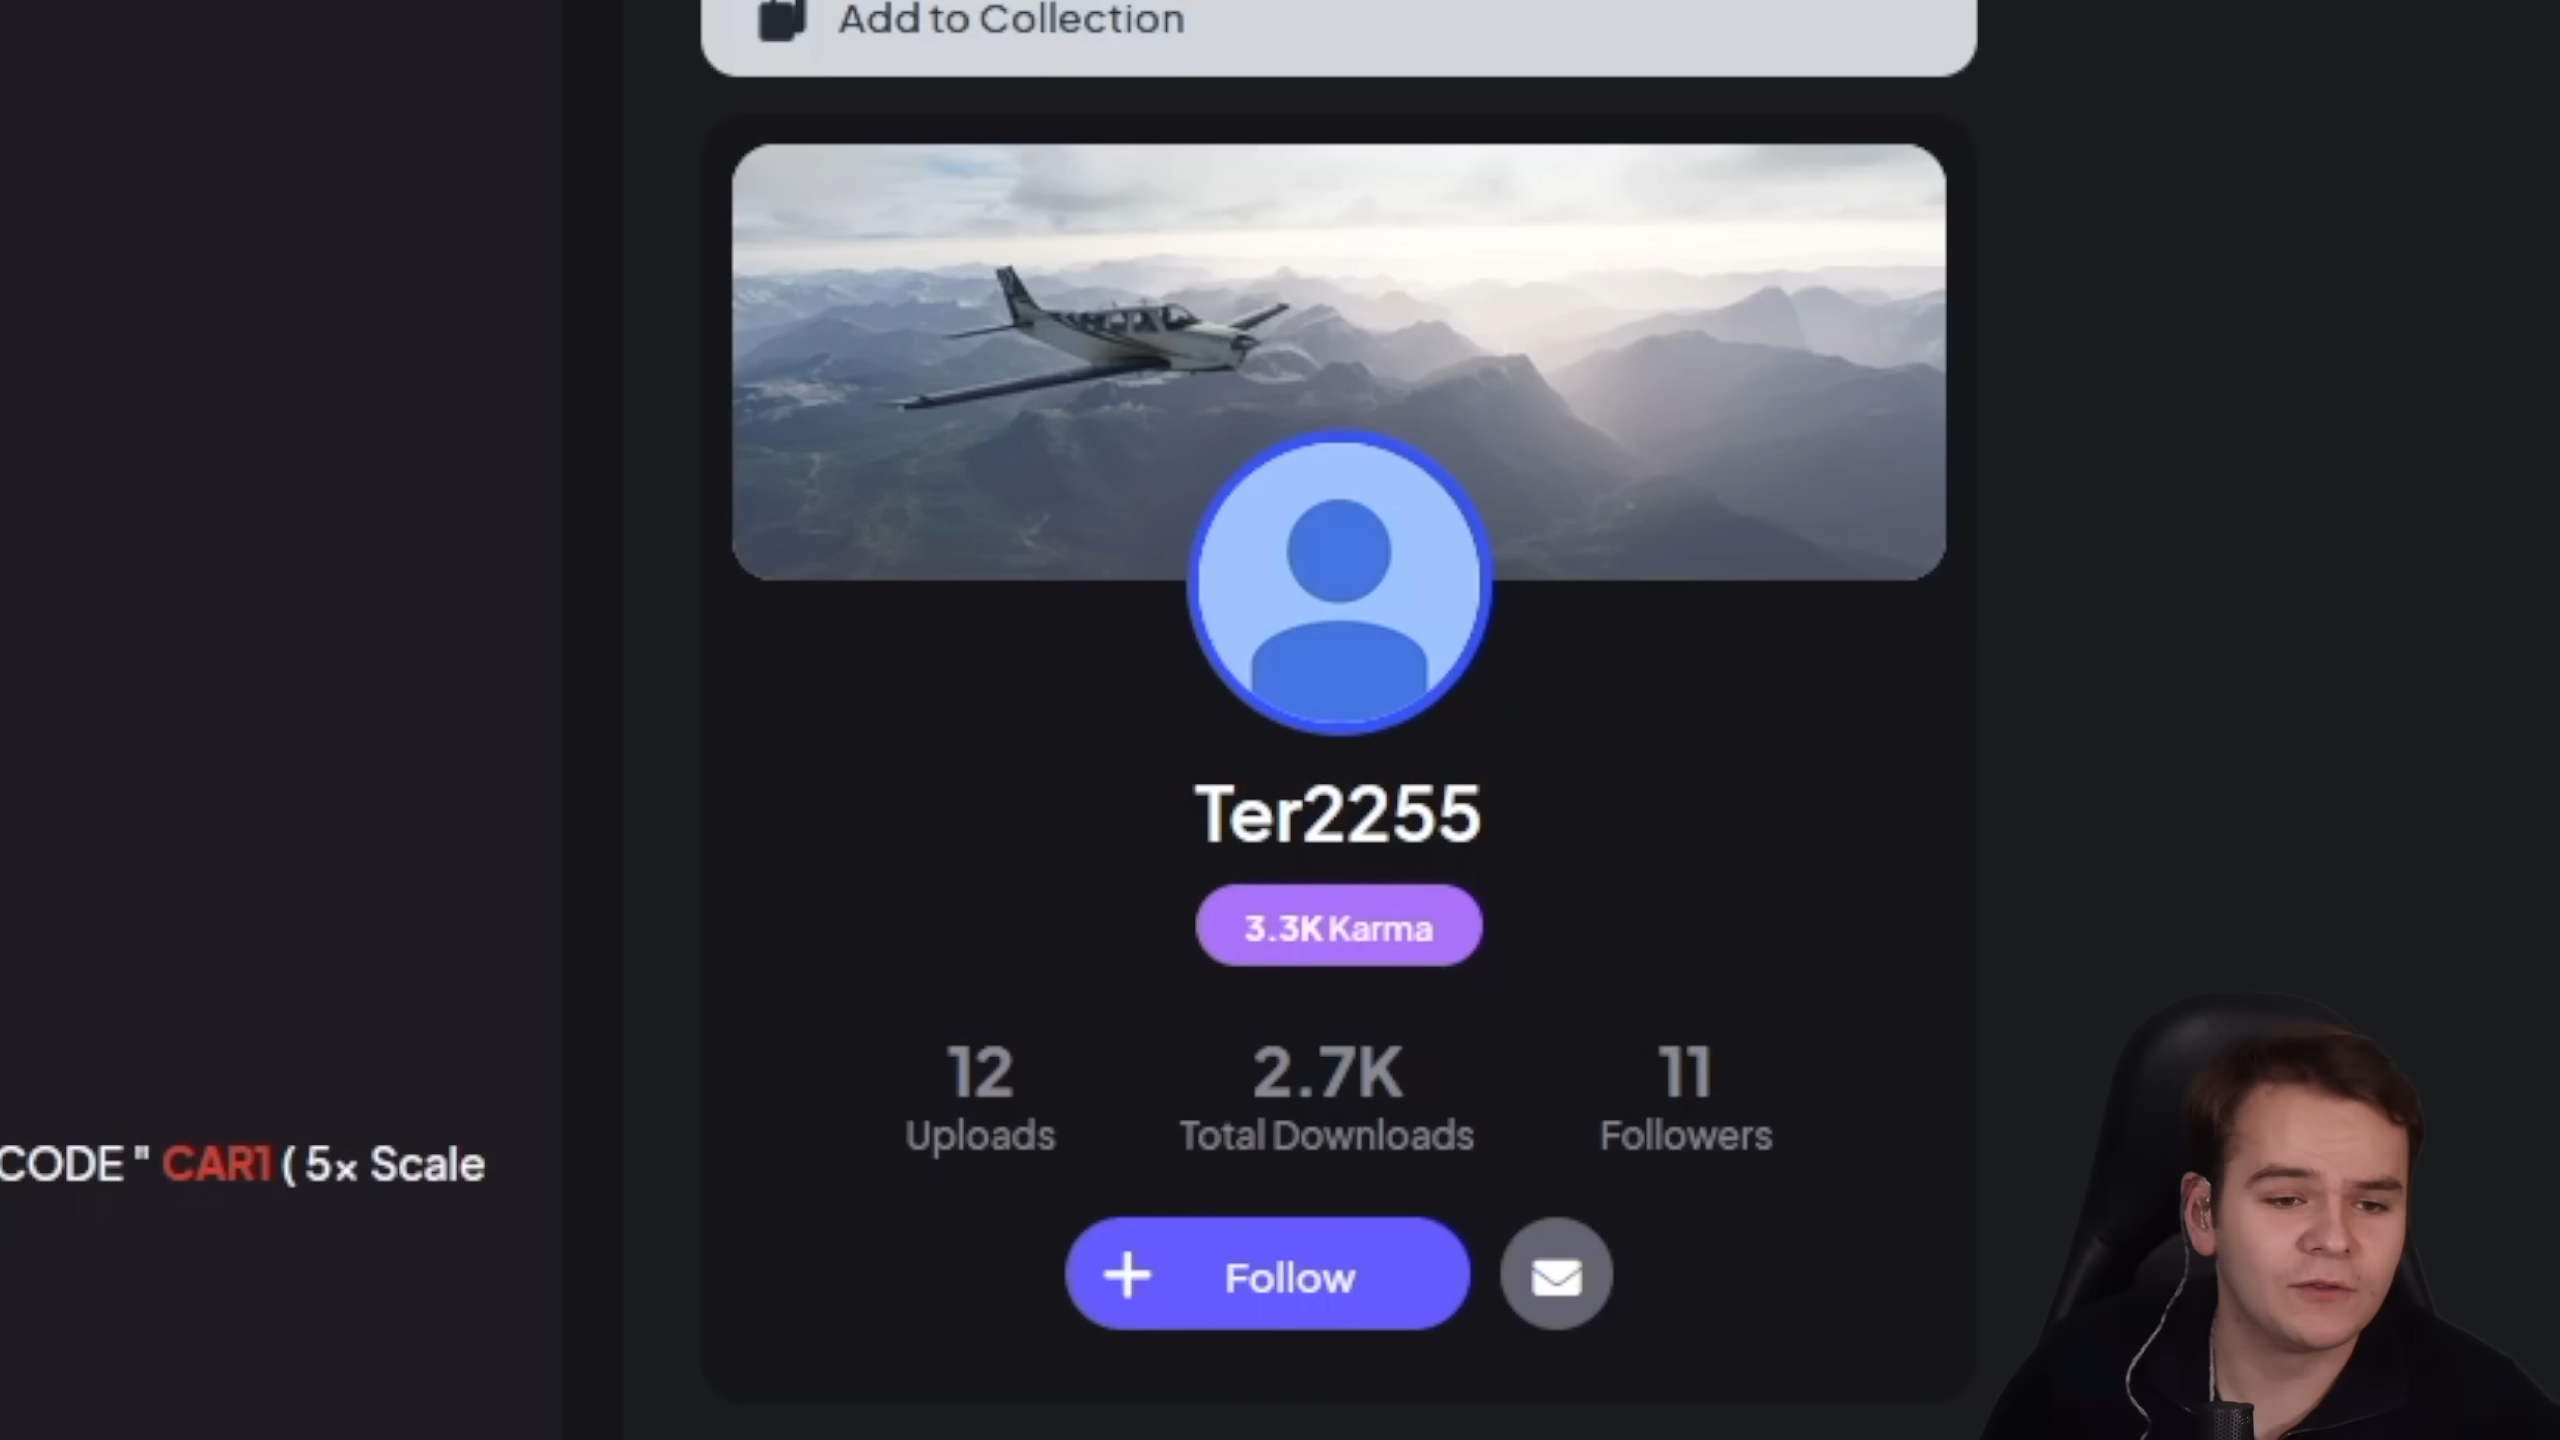 Add to Collection
Ter2255
3.3K Karma
12
Uploads
2.7K
Total Downloads
11
Followers
CODE " CAR1 ( 5x Scale
Follow